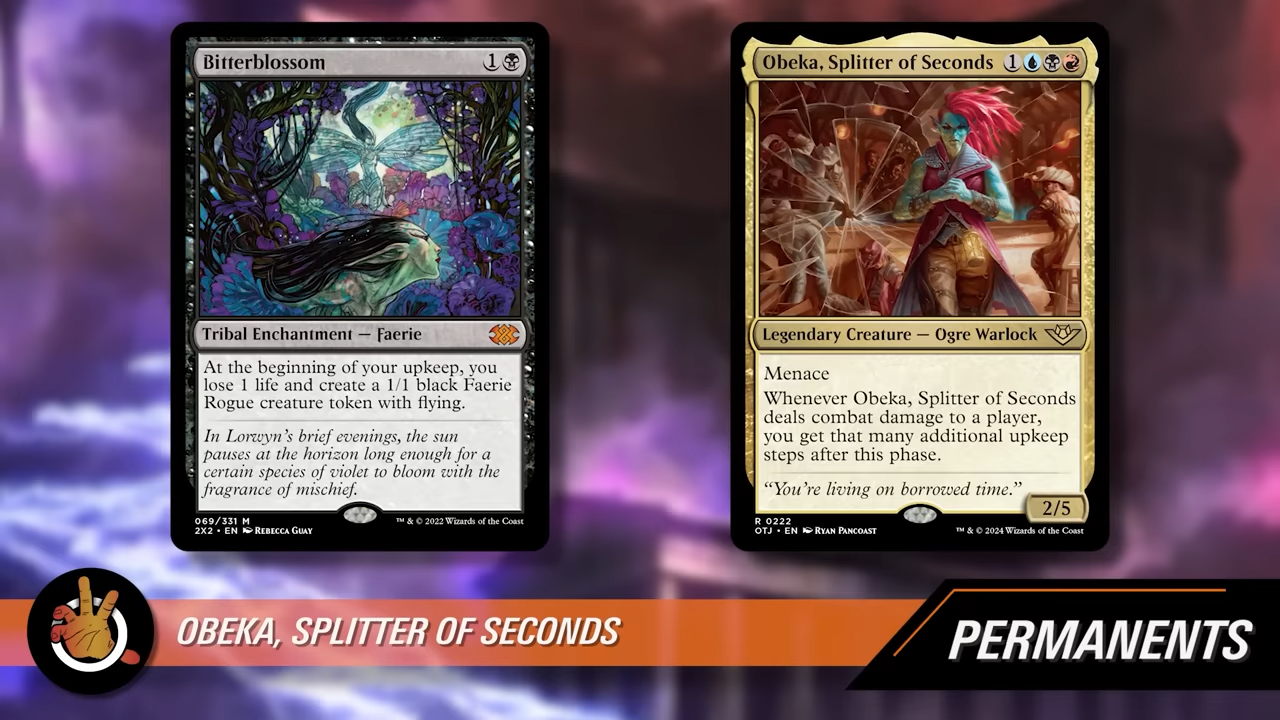 Bitterblossom 1
Tribal Enchantment — Faerie
At the beginning of your upkeep, you
lose 1 life and create a 1/1 black Faerie
Rogue creature token with flying.
In Lorwyn's brief evenings, the sun
pauses at the horizon long enough for a
certain species of violet to bloom with the
fragrance of mischief.
069/331 M
2X2 • EN Rebecca Guay
™ & © 2022 Wizards of the Coast
Obeka, Splitter of Seconds 1
Legendary Creature — Ogre Warlock
Menace
Whenever Obeka, Splitter of Seconds
deals combat damage to a player,
you get that many additional upkeep
steps after this phase.
“You're living on borrowed time.”
2/5
R 0222
OTJ • EN Ryan Pancoast
™ & © 2024 Wizards of the Coast
OBEKA, SPLITTER OF SECONDS
PERMANENTS